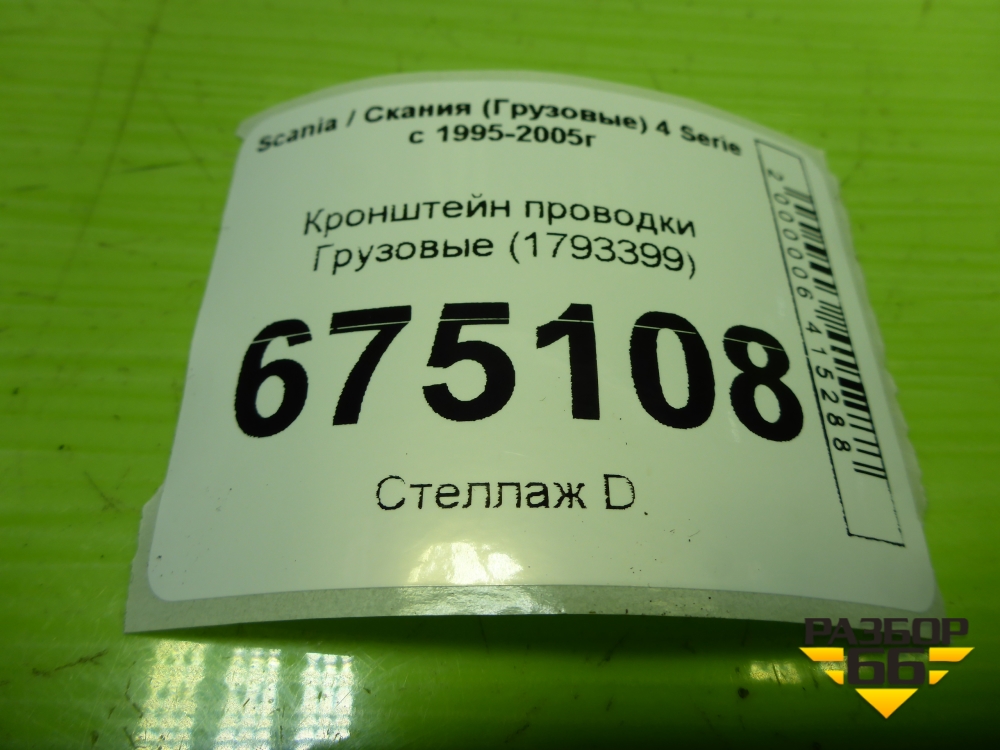 Scania / Скания (Грузовые) 4 Serie
с 1995-2005г
Кронштейн проводки
Грузовые (1793399)
675108
Стеллаж D
2000006415288
РАЗБОР
66